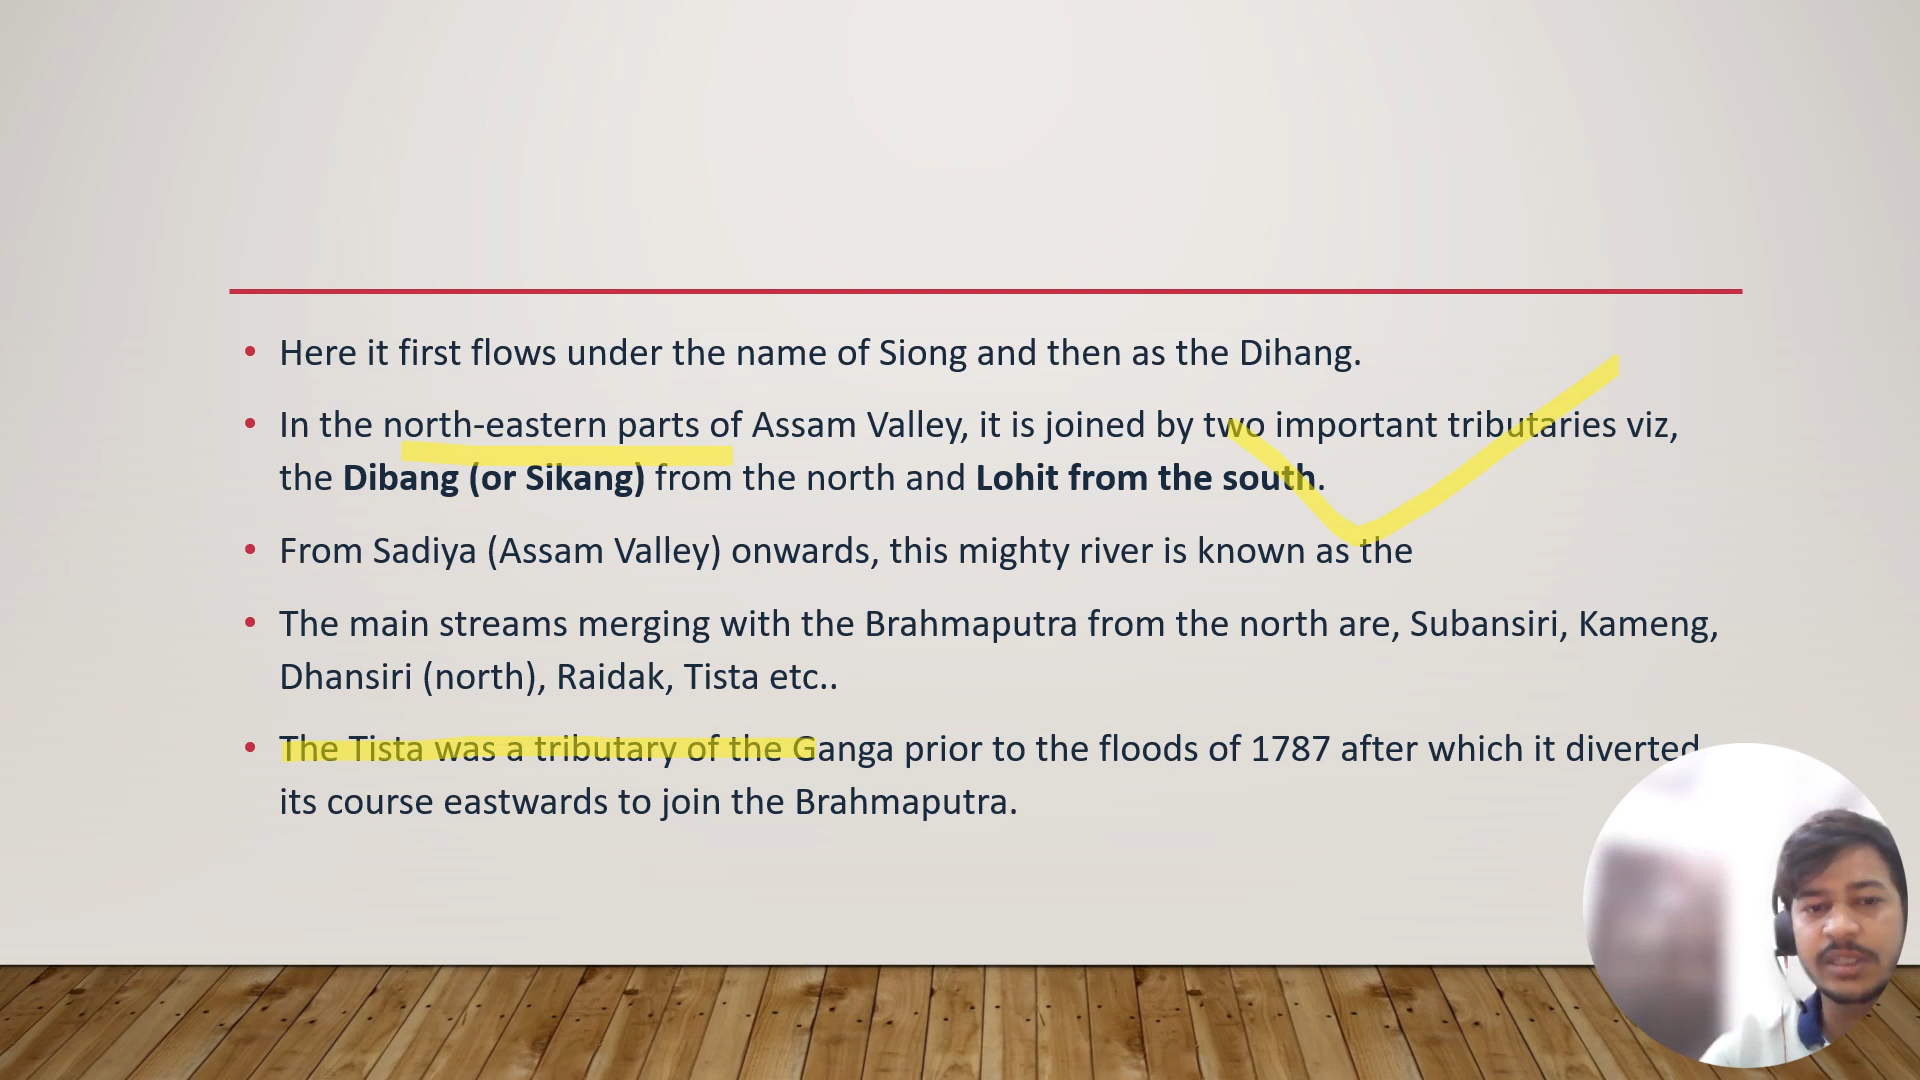 • Here it first flows under the name of Siong and then as the Dihang.
• In the north-eastern parts of Assam Valley, it is joined by two important tributaries viz,
the Dibang (or Sikang) from the north and Lohit from the south.
• From Sadiya (Assam Valley) onwards, this mighty river is known as the
• The main streams merging with the Brahmaputra from the north are, Subansiri, Kameng,
Dhansiri (north), Raidak, Tista etc..
• The Tista was a tributary of the Ganga prior to the floods of 1787 after which it diverted
its course eastwards to join the Brahmaputra.